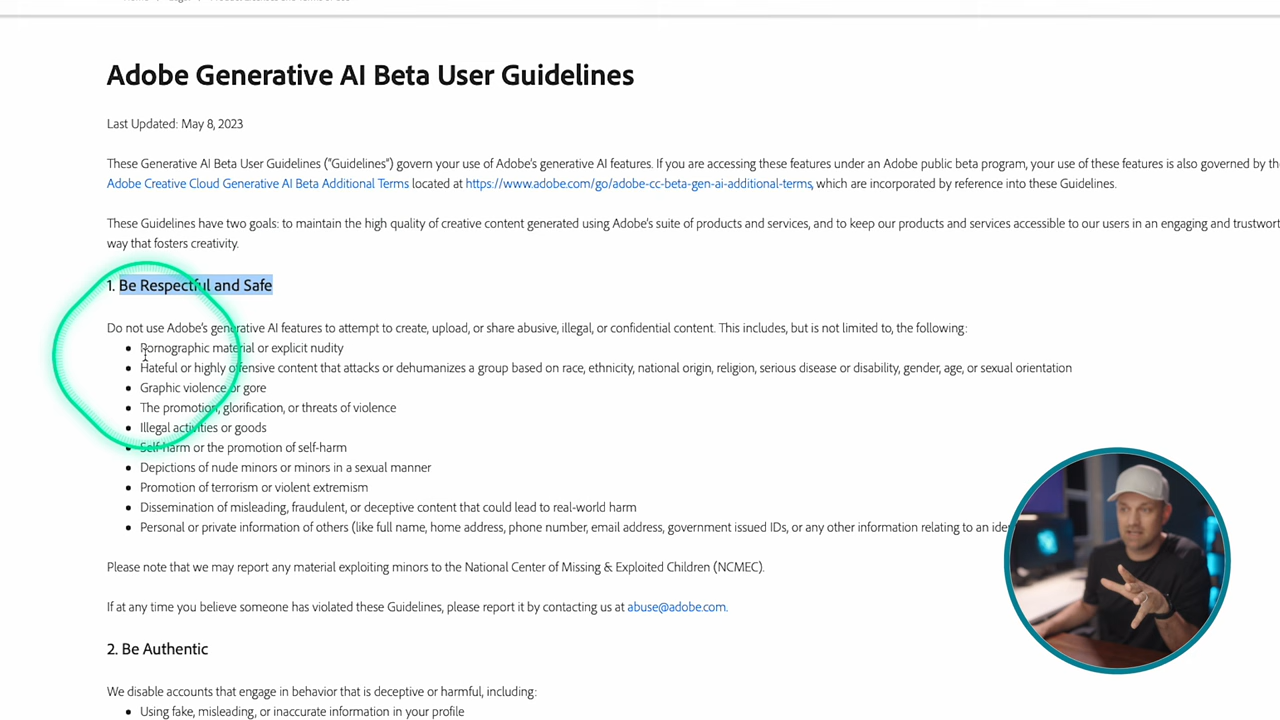 Adobe Generative AI Beta User Guidelines
Last Updated: May 8, 2023
These Generative AI Beta User Guidelines ("Guidelines") govern your use of Adobe's generative AI features. If you are accessing these features under an Adobe public beta program, your use of these features is also governed by the
Adobe Creative Cloud Generative AI Beta Additional Terms located at https://www.adobe.com/go/adobe-cc-beta-gen-ai-additional-terms, which are incorporated by reference into these Guidelines.
These Guidelines have two goals: to maintain the high quality of creative content generated using Adobe's suite of products and services, and to keep our products and services accessible to our users in an engaging and trustwort
way that fosters creativity.
1. Be Respectful and Safe
Do not use Adobe's generative AI features to attempt to create, upload, or share abusive, illegal, or confidential content. This includes, but is not limited to, the following:
• Pornographic material or explicit nudity
• Hateful or highly offensive content that attacks or dehumanizes a group based on race, ethnicity, national origin, religion, serious disease or disability, gender, age, or sexual orientation
• Graphic violence or gore
• The promotion, glorification, or threats of violence
• Illegal activities or goods
• Self-harm or the promotion of self-harm
• Depictions of nude minors or minors in a sexual manner
• Promotion of terrorism or violent extremism
• Dissemination of misleading, fraudulent, or deceptive content that could lead to real-world harm
• Personal or private information of others (like full name, home address, phone number, email address, government issued IDs, or any other information relating to an
Please note that we may report any material exploiting minors to the National Center of Missing & Exploited Children (NCMEC).
If at any time you believe someone has violated these Guidelines, please report it by contacting us at abuse@adobe.com.
2. Be Authentic
We disable accounts that engage in behavior that is deceptive or harmful, including:
• Using fake, misleading, or inaccurate information in your profile